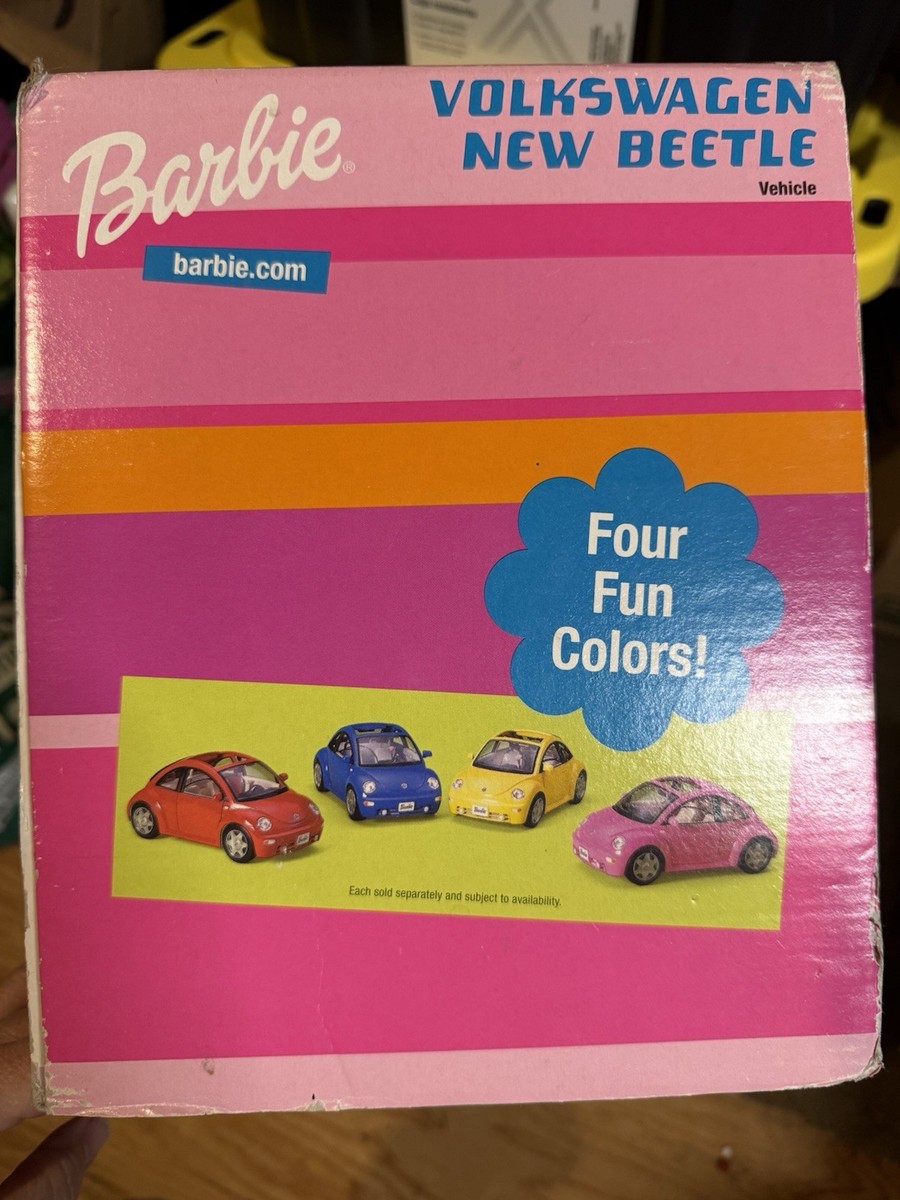 Barbie®
VOLKSWAGEN
NEW BEETLE
Vehicle
barbie.com
Four
Fun
Colors!
Each sold separately and subject to availability.